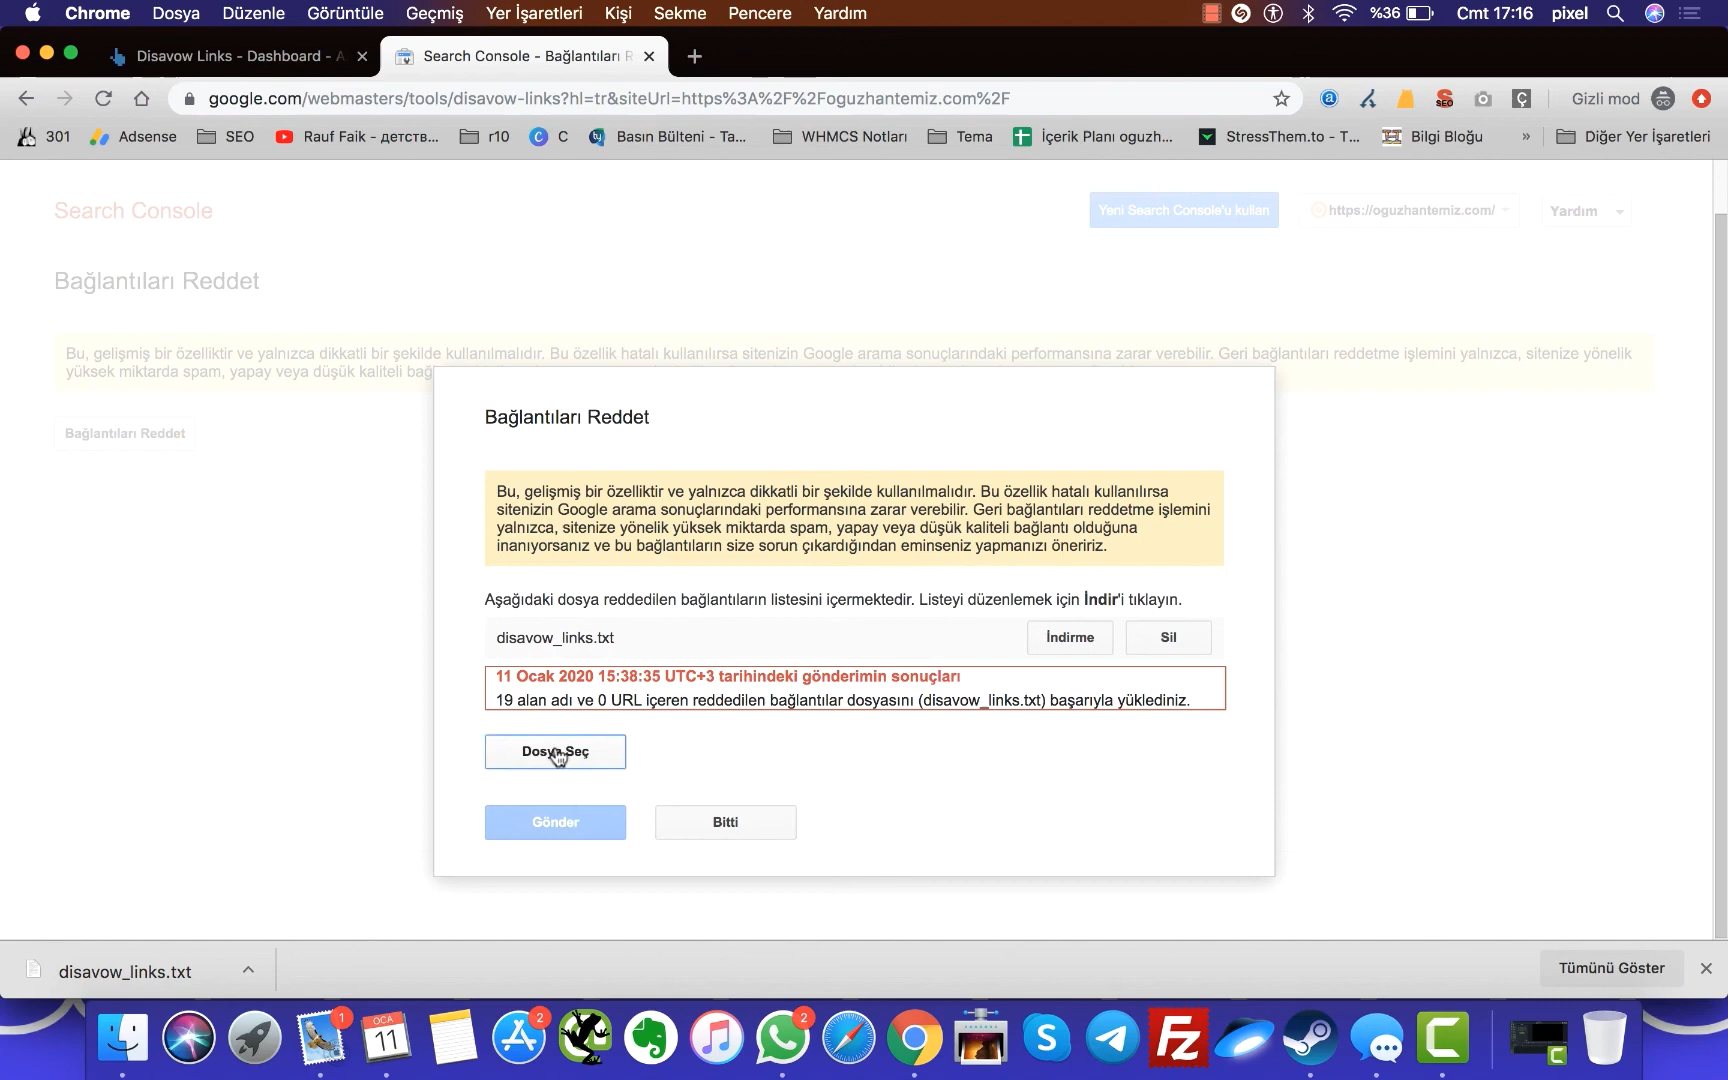 Chrome Dosya Düzenle Görüntüle Geçmiş Yer İşaretleri Kişi Sekme Pencere Yardım %36 Cmt 17:16 pixel
Disavow Links - Dashboard - A
Search Console - Bağlantıları R
google.com/webmasters/tools/disavow-links?hl=tr&siteUrl=https%3A%2F%2Foguzhantemiz.com%2F
Gizli mod
301 Adsense SEO Rauf Faik - детств... r10 C Basın Bülteni - Ta... WHMCS Notları Tema İçerik Planı oguzh... StressThem.to - T... Bilgi Bloğu » Diğer Yer İşaretleri
Search Console
Yeni Search Console'u kullan
https://oguzhantemiz.com/
Yardım
Bağlantıları Reddet
Bu, gelişmiş bir özelliktir ve yalnızca dikkatli bir şekilde kullanılmalıdır. Bu özellik hatalı kullanılırsa sitenizin Google arama sonuçlarındaki performansına zarar verebilir. Geri bağlantıları reddetme işlemini yalnızca, sitenize yönelik
yüksek miktarda spam, yapay veya düşük kaliteli bağ
Bağlantıları Reddet
Bağlantıları Reddet
Bu, gelişmiş bir özelliktir ve yalnızca dikkatli bir şekilde kullanılmalıdır. Bu özellik hatalı kullanılırsa
sitenizin Google arama sonuçlarındaki performansına zarar verebilir. Geri bağlantıları reddetme işlemini
yalnızca, sitenize yönelik yüksek miktarda spam, yapay veya düşük kaliteli bağlantı olduğuna
inanıyorsanız ve bu bağlantıların size sorun çıkardığından eminseniz yapmanızı öneririz.
Aşağıdaki dosya reddedilen bağlantıların listesini içermektedir. Listeyi düzenlemek için İndir'i tıklayın.
disavow_links.txt
İndirme
Sil
11 Ocak 2020 15:38:35 UTC+3 tarihindeki gönderimin sonuçları
19 alan adı ve 0 URL içeren reddedilen bağlantılar dosyasını (disavow_links.txt) başarıyla yüklediniz.
Dosya Seç
Gönder
Bitti
disavow_links.txt
Tümünü Göster
1
OCA
11
2
2